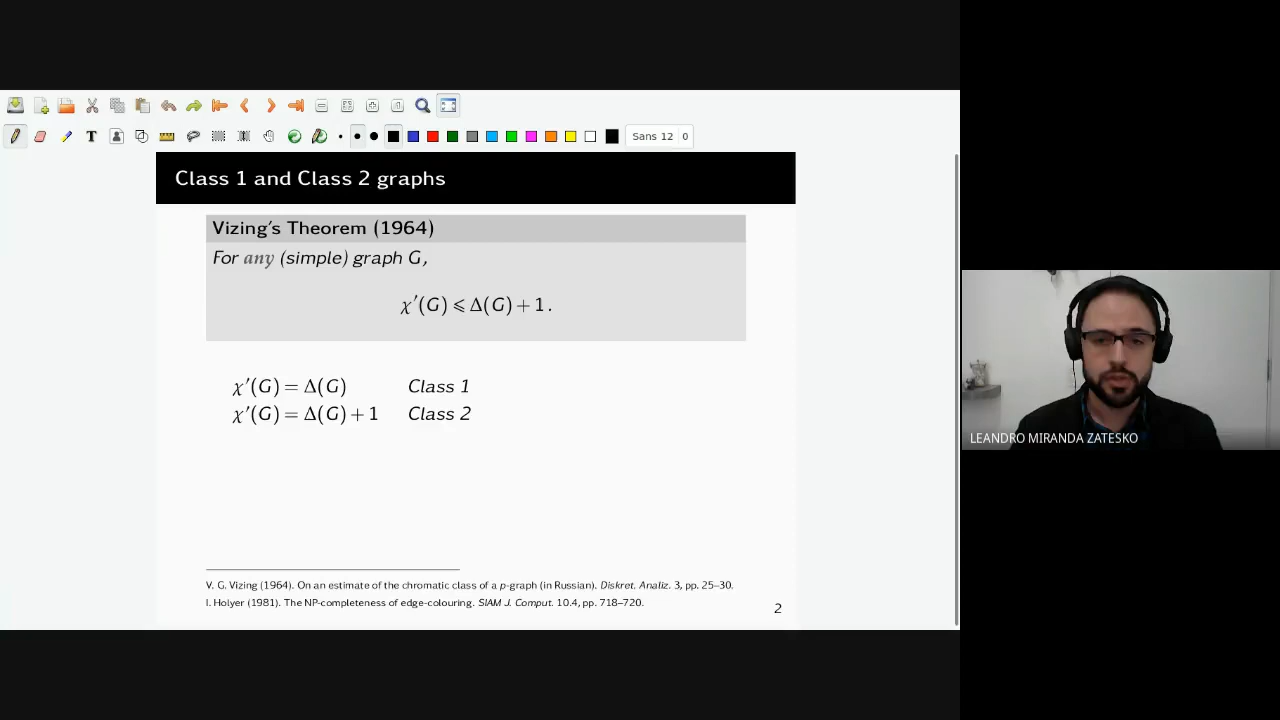 T
Sans 12 0
Class 1 and Class 2 graphs
Vizing's Theorem (1964)
For any (simple) graph G,
χ′(G) ⩽ Δ(G) + 1.
χ′(G) = Δ(G) Class 1
χ′(G) = Δ(G) + 1 Class 2
V. G. Vizing (1964). On an estimate of the chromatic class of a p-graph (in Russian). Diskret. Analiz. 3, pp. 25–30.
I. Holyer (1981). The NP-completeness of edge-colouring. SIAM J. Comput. 10.4, pp. 718–720.
2
LEANDRO MIRANDA ZATESKO